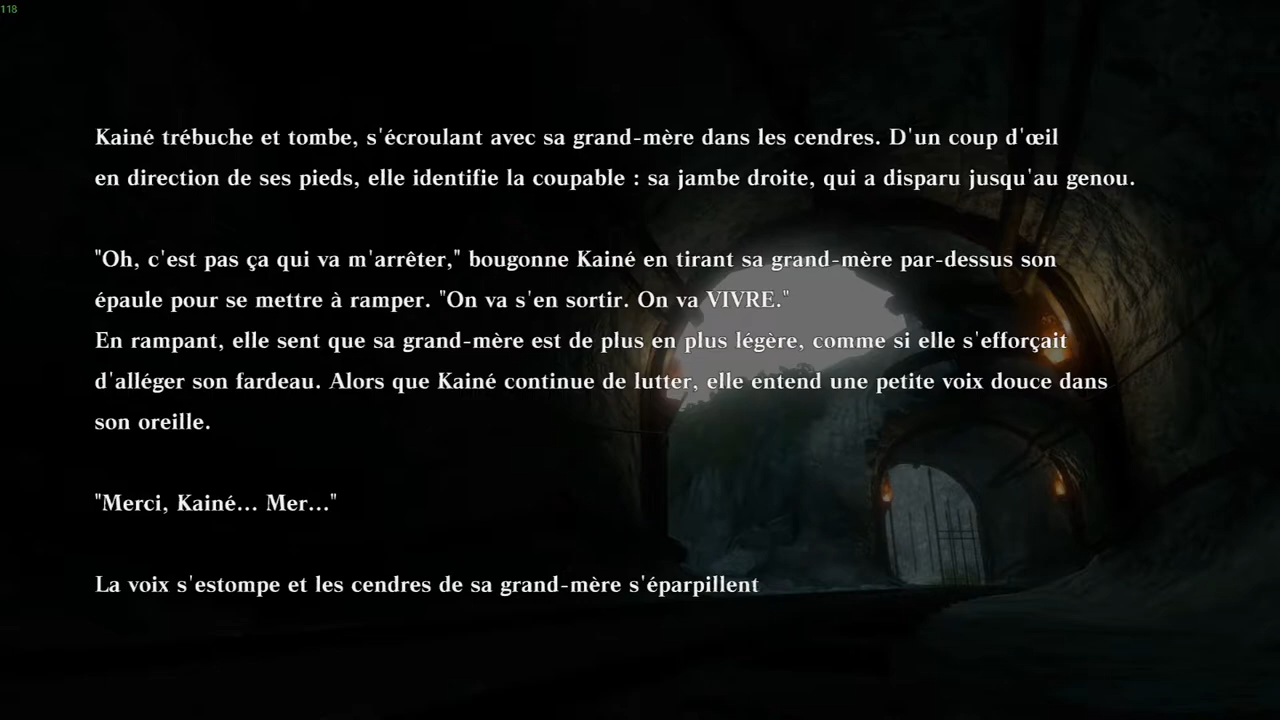 118
Kainé trébuche et tombe, s'écroulant avec sa grand-mère dans les cendres. D'un coup d'œil
en direction de ses pieds, elle identifie la coupable : sa jambe droite, qui a disparu jusqu'au genou.
"Oh, c'est pas ça qui va m'arrêter," bougonne Kainé en tirant sa grand-mère par-dessus son
épaule pour se mettre à ramper. "On va s'en sortir. On va VIVRE."
En rampant, elle sent que sa grand-mère est de plus en plus légère, comme si elle s'efforçait
d'alléger son fardeau. Alors que Kainé continue de lutter, elle entend une petite voix douce dans
son oreille.
"Merci, Kainé... Mer..."
La voix s'estompe et les cendres de sa grand-mère s'éparpillent